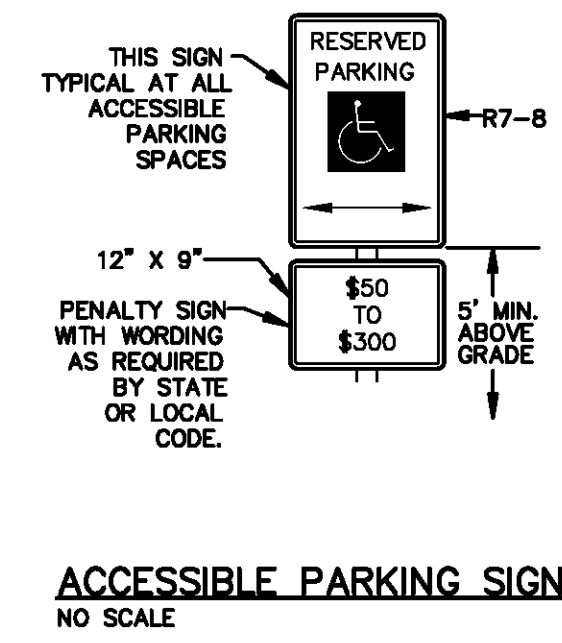 THIS SIGN
TYPICAL AT ALL
ACCESSIBLE
PARKING
SPACES
RESERVED
PARKING
R7-8
12" X 9"
PENALTY SIGN
WITH WORDING
AS REQUIRED
BY STATE
OR LOCAL
CODE.
$50
TO
$300
5' MIN.
ABOVE
GRADE
ACCESSIBLE PARKING SIGN
NO SCALE